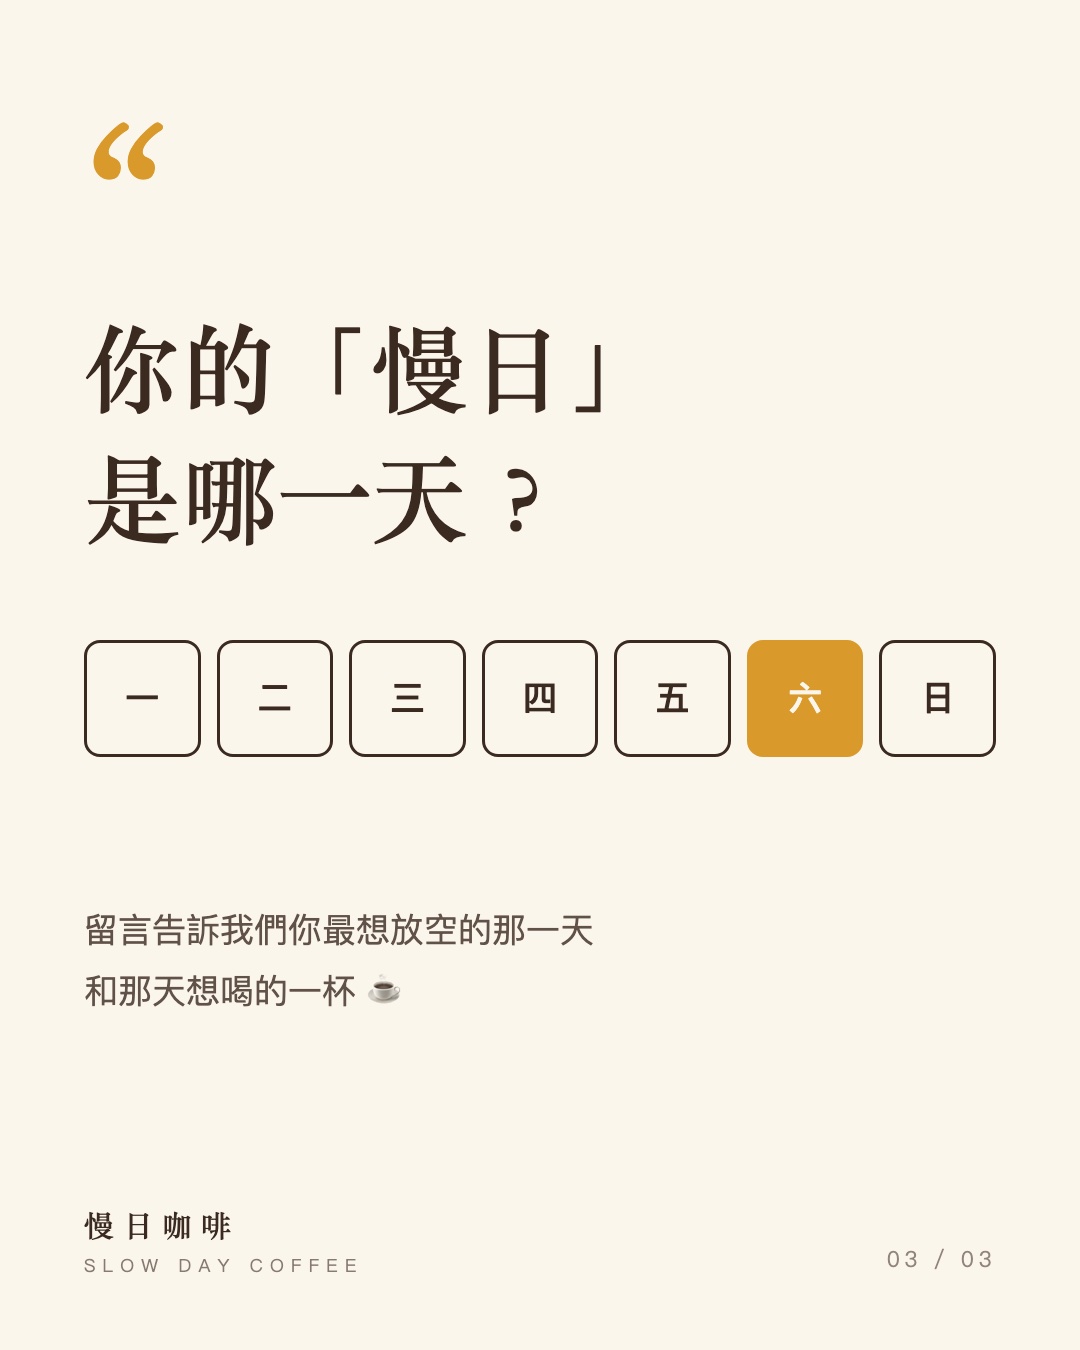 “
你的「慢日」
是哪一天？
一 二 三 四 五 六 日
留言告訴我們你最想放空的那一天
和那天想喝的一杯 ☕
慢日咖啡
SLOW DAY COFFEE
03 / 03